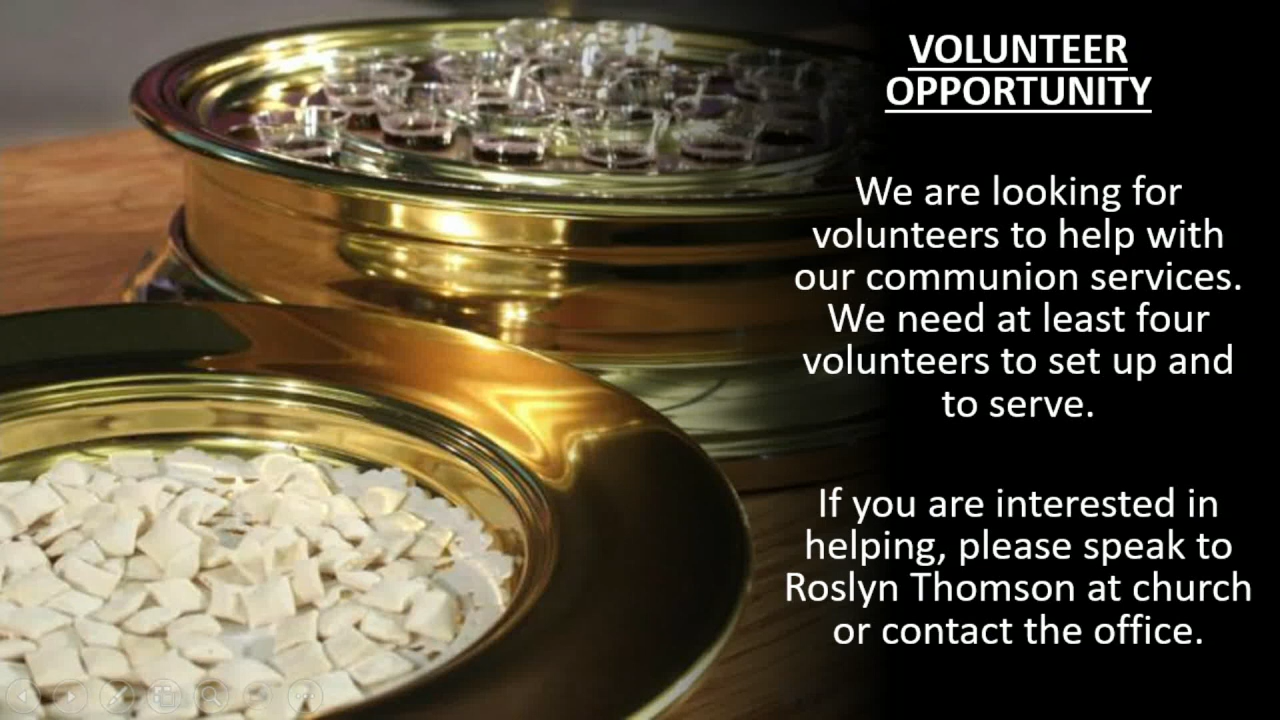 VOLUNTEER
OPPORTUNITY
We are looking for
volunteers to help with
our communion services.
We need at least four
volunteers to set up and
to serve.
If you are interested in
helping, please speak to
Roslyn Thomson at church
or contact the office.